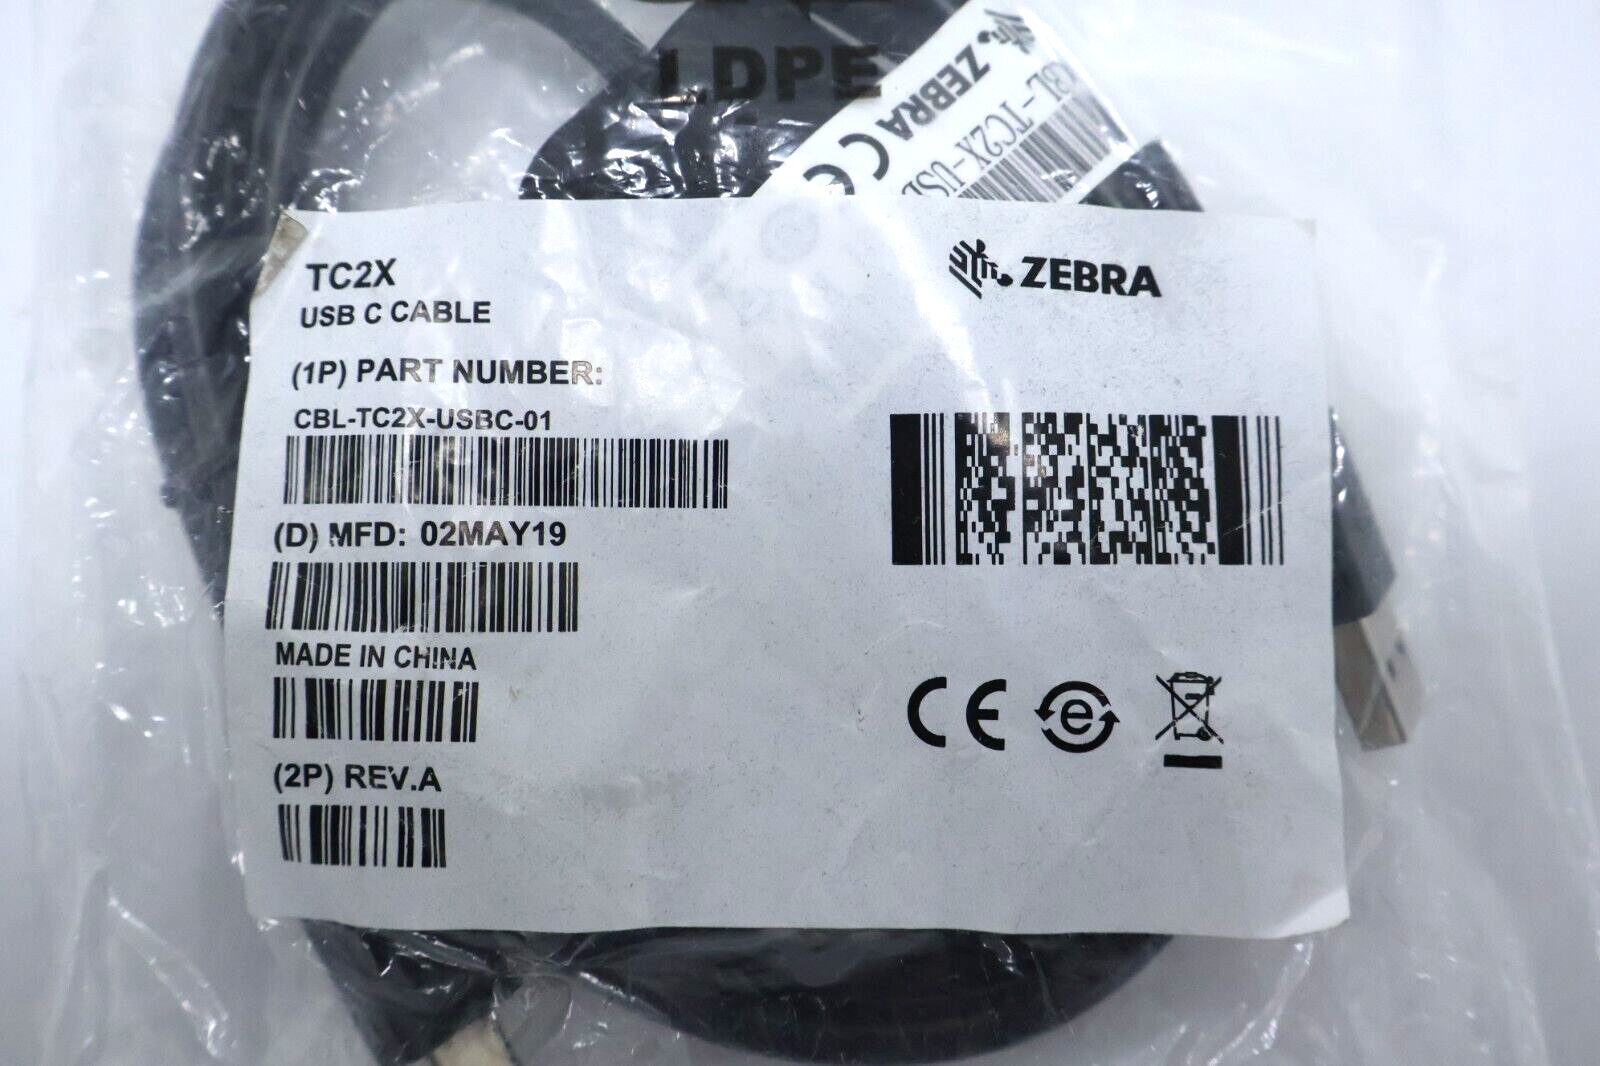 LDPE
ZEBRA CE
CBL-TC2X-USB
TC2X
USB C CABLE
ZEBRA
(1P) PART NUMBER:
CBL-TC2X-USBC-01
(D) MFD: 02MAY19
MADE IN CHINA
(2P) REV.A
CE e